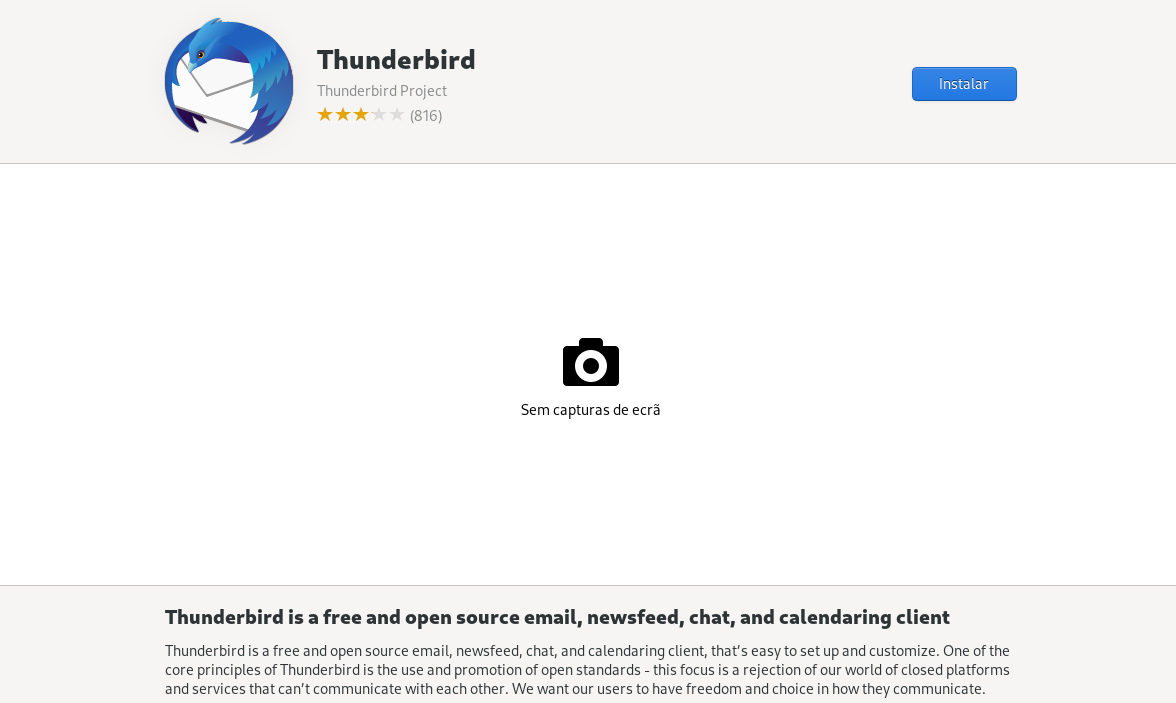 Thunderbird
Thunderbird Project
(816)
Instalar
Sem capturas de ecrã
Thunderbird is a free and open source email, newsfeed, chat, and calendaring client
Thunderbird is a free and open source email, newsfeed, chat, and calendaring client, that’s easy to set up and customize. One of the
core principles of Thunderbird is the use and promotion of open standards - this focus is a rejection of our world of closed platforms
and services that can’t communicate with each other. We want our users to have freedom and choice in how they communicate.